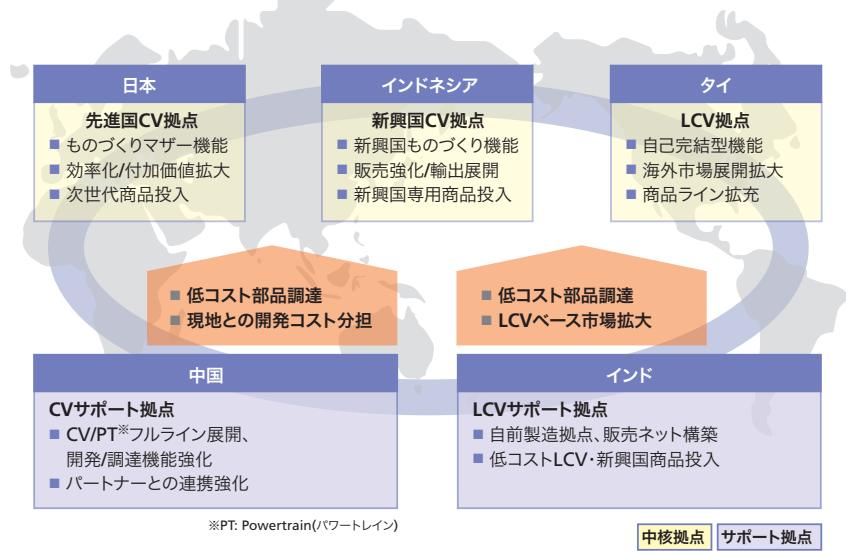 日本
先進国CV拠点
■ ものづくりマザー機能
■ 効率化/付加価値拡大
■ 次世代商品投入
インドネシア
新興国CV拠点
■ 新興国ものづくり機能
■ 販売強化/輸出展開
■ 新興国専用商品投入
タイ
LCV拠点
■ 自己完結型機能
■ 海外市場展開拡大
■ 商品ライン拡充
■ 低コスト部品調達
■ 現地との開発コスト分担
■ 低コスト部品調達
■ LCVベース市場拡大
中国
CVサポート拠点
■ CV/PT※フルライン展開、
開発/調達機能強化
■ パートナーとの連携強化
インド
LCVサポート拠点
■ 自前製造拠点、販売ネット構築
■ 低コストLCV・新興国商品投入
※PT: Powertrain(パワートレイン)
中核拠点
サポート拠点